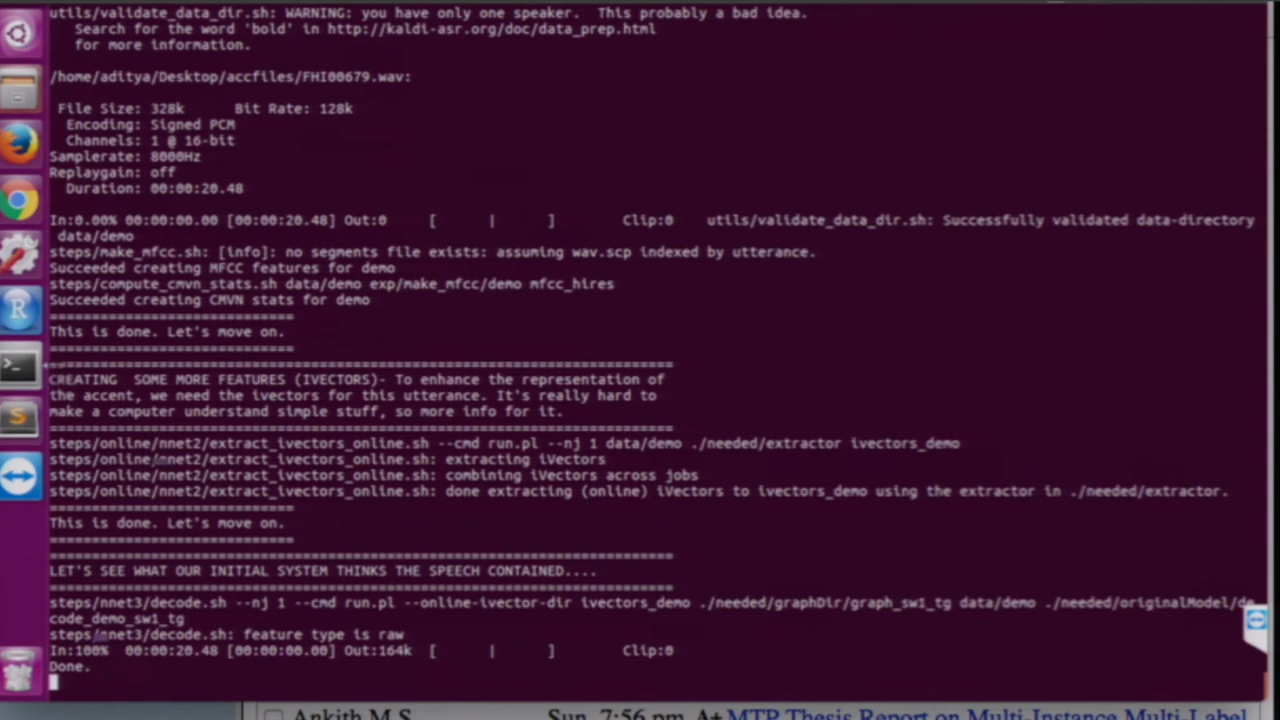 utils/validate_data_dir.sh: WARNING: you have only one speaker.  This probably a bad idea.
   Search for the word 'bold' in http://kaldi-asr.org/doc/data_prep.html
   for more information.
/home/aditya/Desktop/accfiles/FHI00679.wav:
 File Size: 328k      Bit Rate: 128k
  Encoding: Signed PCM
  Channels: 1 @ 16-bit
Samplerate: 8000Hz
Replaygain: off
  Duration: 00:00:20.48
In:0.00% 00:00:00.00 [00:00:20.48] Out:0     [      |      ]        Clip:0    utils/validate_data_dir.sh: Successfully validated data-directory
 data/demo
steps/make_mfcc.sh: [info]: no segments file exists: assuming wav.scp indexed by utterance.
Succeeded creating MFCC features for demo
steps/compute_cmvn_stats.sh data/demo exp/make_mfcc/demo mfcc_hires
Succeeded creating CMVN stats for demo
=============================
This is done. Let's move on.
=============================
==========================================================================
CREATING  SOME MORE FEATURES (IVECTORS)- To enhance the representation of
the accent, we need the ivectors for this utterance. It's really hard to
make a computer understand simple stuff, so more info for it.
==========================================================================
steps/online/nnet2/extract_ivectors_online.sh --cmd run.pl --nj 1 data/demo ./needed/extractor ivectors_demo
steps/online/nnet2/extract_ivectors_online.sh: extracting iVectors
steps/online/nnet2/extract_ivectors_online.sh: combining iVectors across jobs
steps/online/nnet2/extract_ivectors_online.sh: done extracting (online) iVectors to ivectors_demo using the extractor in ./needed/extractor.
=============================
This is done. Let's move on.
=============================
==========================================================================
LET'S SEE WHAT OUR INITIAL SYSTEM THINKS THE SPEECH CONTAINED....
==========================================================================
steps/nnet3/decode.sh --nj 1 --cmd run.pl --online-ivector-dir ivectors_demo ./needed/graphDir/graph_sw1_tg data/demo ./needed/originalModel/de
code_demo_sw1_tg
steps/nnet3/decode.sh: feature type is raw
In:100%  00:00:20.48 [00:00:00.00] Out:164k  [      |      ]        Clip:0
Done.
Ankith M S    Sun, 7:56 pm  A+ MTP Thesis Report on Multi-Instance Multi-Label